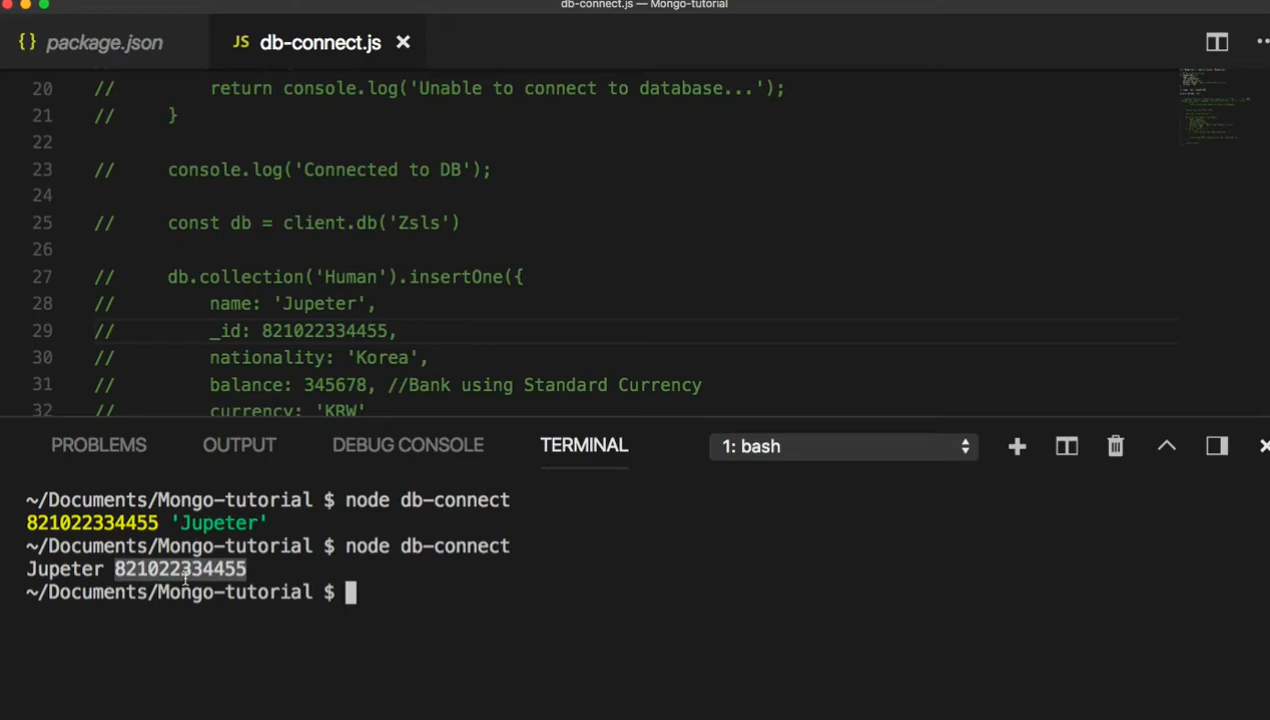 db-connect.js — Mongo-tutorial
{} package.json JS db-connect.js
20 // return console.log('Unable to connect to database...');
21 // }
22
23 // console.log('Connected to DB');
24
25 // const db = client.db('Zsls')
26
27 // db.collection('Human').insertOne({
28 // name: 'Jupeter',
29 // _id: 821022334455,
30 // nationality: 'Korea',
31 // balance: 345678, //Bank using Standard Currency
32 // currency: 'KRW'
PROBLEMS OUTPUT DEBUG CONSOLE TERMINAL 1: bash
~/Documents/Mongo-tutorial $ node db-connect
821022334455 'Jupeter'
~/Documents/Mongo-tutorial $ node db-connect
Jupeter 821022334455
~/Documents/Mongo-tutorial $